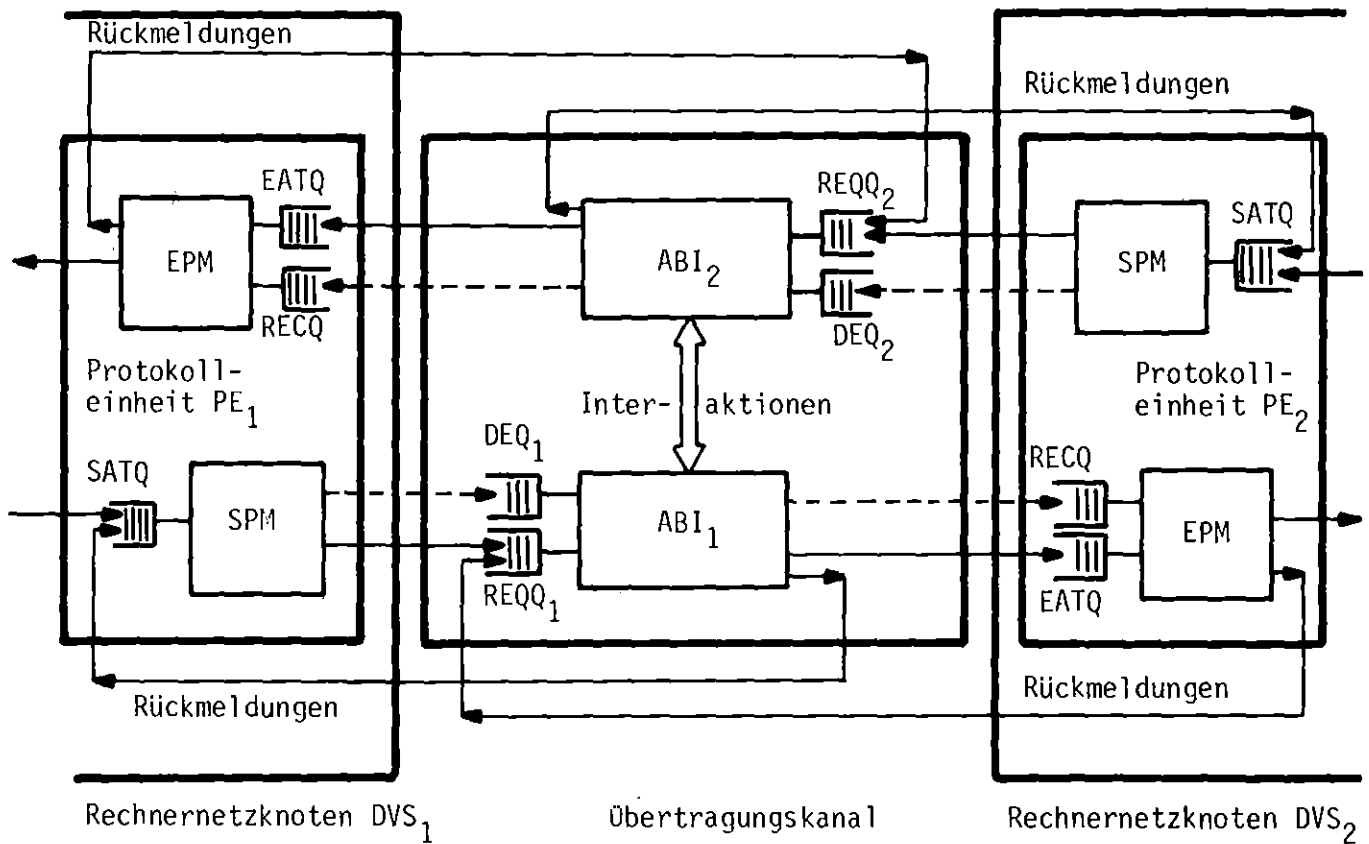 Rückmeldungen
Rückmeldungen
EATQ
REQQ2
SATQ
EPM
ABI2
SPM
RECQ
DEQ2
Protokoll-
einheit PE1
Inter- aktionen
Protokoll-
einheit PE2
DEQ1
RECQ
SATQ
SPM
ABI1
EPM
REQQ1
EATQ
Rückmeldungen
Rückmeldungen
Rechnernetzknoten DVS1
Übertragungskanal
Rechnernetzknoten DVS2